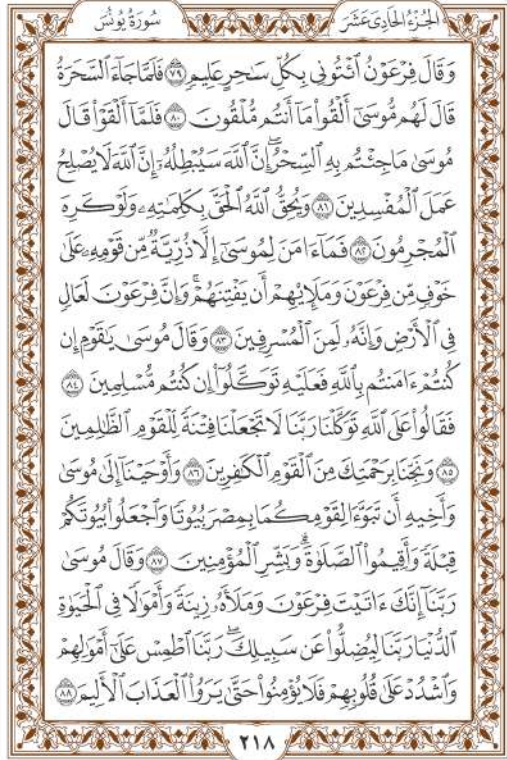 الجُزْءُ الحَادِي عَشَرَ سُورَةُ يُونُسَ
وَقَالَ فِرْعَوْنُ ٱئْتُونِي بِكُلِّ سَٰحِرٍ عَلِيمٖ ٧٩ فَلَمَّا جَآءَ ٱلسَّحَرَةُ
قَالَ لَهُم مُّوسَىٰٓ أَلْقُوا۟ مَآ أَنتُم مُّلْقُونَ ٨٠ فَلَمَّآ أَلْقَوْا۟ قَالَ
مُوسَىٰ مَا جِئْتُم بِهِ ٱلسِّحْرُۖ إِنَّ ٱللَّهَ سَيُبْطِلُهُۥٓ إِنَّ ٱللَّهَ لَا يُصْلِحُ
عَمَلَ ٱلْمُفْسِدِينَ ٨١ وَيُحِقُّ ٱللَّهُ ٱلْحَقَّ بِكَلِمَٰتِهِۦ وَلَوْ كَرِهَ
ٱلْمُجْرِمُونَ ٨٢ فَمَآ ءَامَنَ لِمُوسَىٰٓ إِلَّا ذُرِّيَّةٞ مِّن قَوْمِهِۦ عَلَىٰ
خَوْفٖ مِّن فِرْعَوْنَ وَمَلَإِي۟هِمْ أَن يَفْتِنَهُمْۚ وَإِنَّ فِرْعَوْنَ لَعَالٖ
فِي ٱلْأَرْضِ وَإِنَّهُۥ لَمِنَ ٱلْمُسْرِفِينَ ٨٣ وَقَالَ مُوسَىٰ يَٰقَوْمِ إِن
كُنتُمْ ءَامَنتُم بِٱللَّهِ فَعَلَيْهِ تَوَكَّلُوٓا۟ إِن كُنتُم مُّسْلِمِينَ ٨٤
فَقَالُوا۟ عَلَى ٱللَّهِ تَوَكَّلْنَا رَبَّنَا لَا تَجْعَلْنَا فِتْنَةٗ لِّلْقَوْمِ ٱلظَّٰلِمِينَ
٨٥ وَنَجِّنَا بِرَحْمَتِكَ مِنَ ٱلْقَوْمِ ٱلْكَٰفِرِينَ ٨٦ وَأَوْحَيْنَآ إِلَىٰ مُوسَىٰ
وَأَخِيهِ أَن تَبَوَّءَا لِقَوْمِكُمَا بِمِصْرَ بُيُوتٗا وَٱجْعَلُوا۟ بُيُوتَكُمْ
قِبْلَةٗ وَأَقِيمُوا۟ ٱلصَّلَوٰةَۗ وَبَشِّرِ ٱلْمُؤْمِنِينَ ٨٧ وَقَالَ مُوسَىٰ
رَبَّنَآ إِنَّكَ ءَاتَيْتَ فِرْعَوْنَ وَمَلَأَهُۥ زِينَةٗ وَأَمْوَٰلٗا فِي ٱلْحَيَوٰةِ
ٱلدُّنْيَا رَبَّنَا لِيُضِلُّوا۟ عَن سَبِيلِكَۖ رَبَّنَا ٱطْمِسْ عَلَىٰٓ أَمْوَٰلِهِمْ
وَٱشْدُدْ عَلَىٰ قُلُوبِهِمْ فَلَا يُؤْمِنُوا۟ حَتَّىٰ يَرَوُا۟ ٱلْعَذَابَ ٱلْأَلِيمَ ٨٨
٢١٨